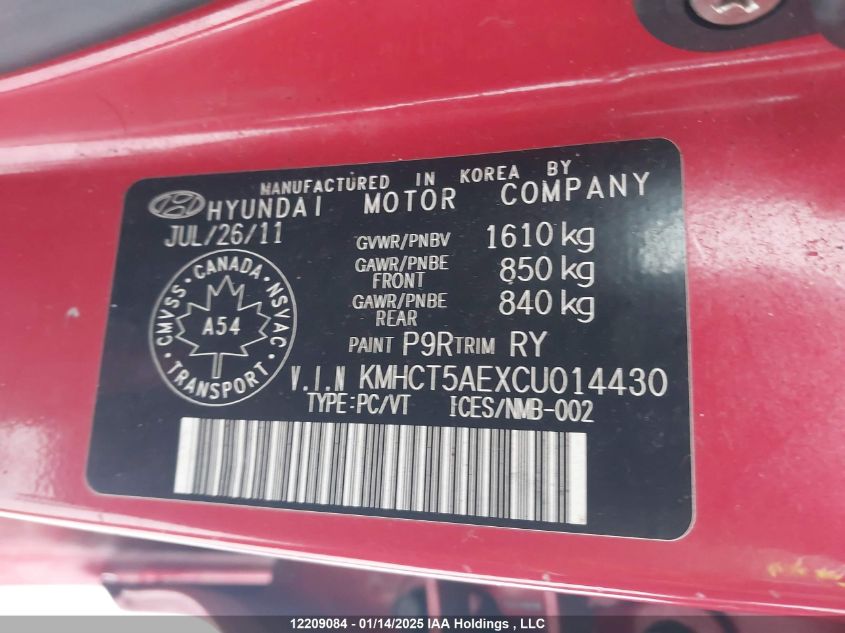 MANUFACTURED IN KOREA BY
HYUNDAI MOTOR COMPANY
JUL/26/11
GVWR/PNBV 1610 kg
GAWR/PNBE FRONT 850 kg
GAWR/PNBE REAR 840 kg
CANADA
CMVSS NSVAC
A54
TRANSPORT
PAINT P9R TRIM RY
V.I.N KMHCT5AEXCU014430
TYPE:PC/VT ICES/NMB-002
12209084 - 01/14/2025 IAA Holdings , LLC